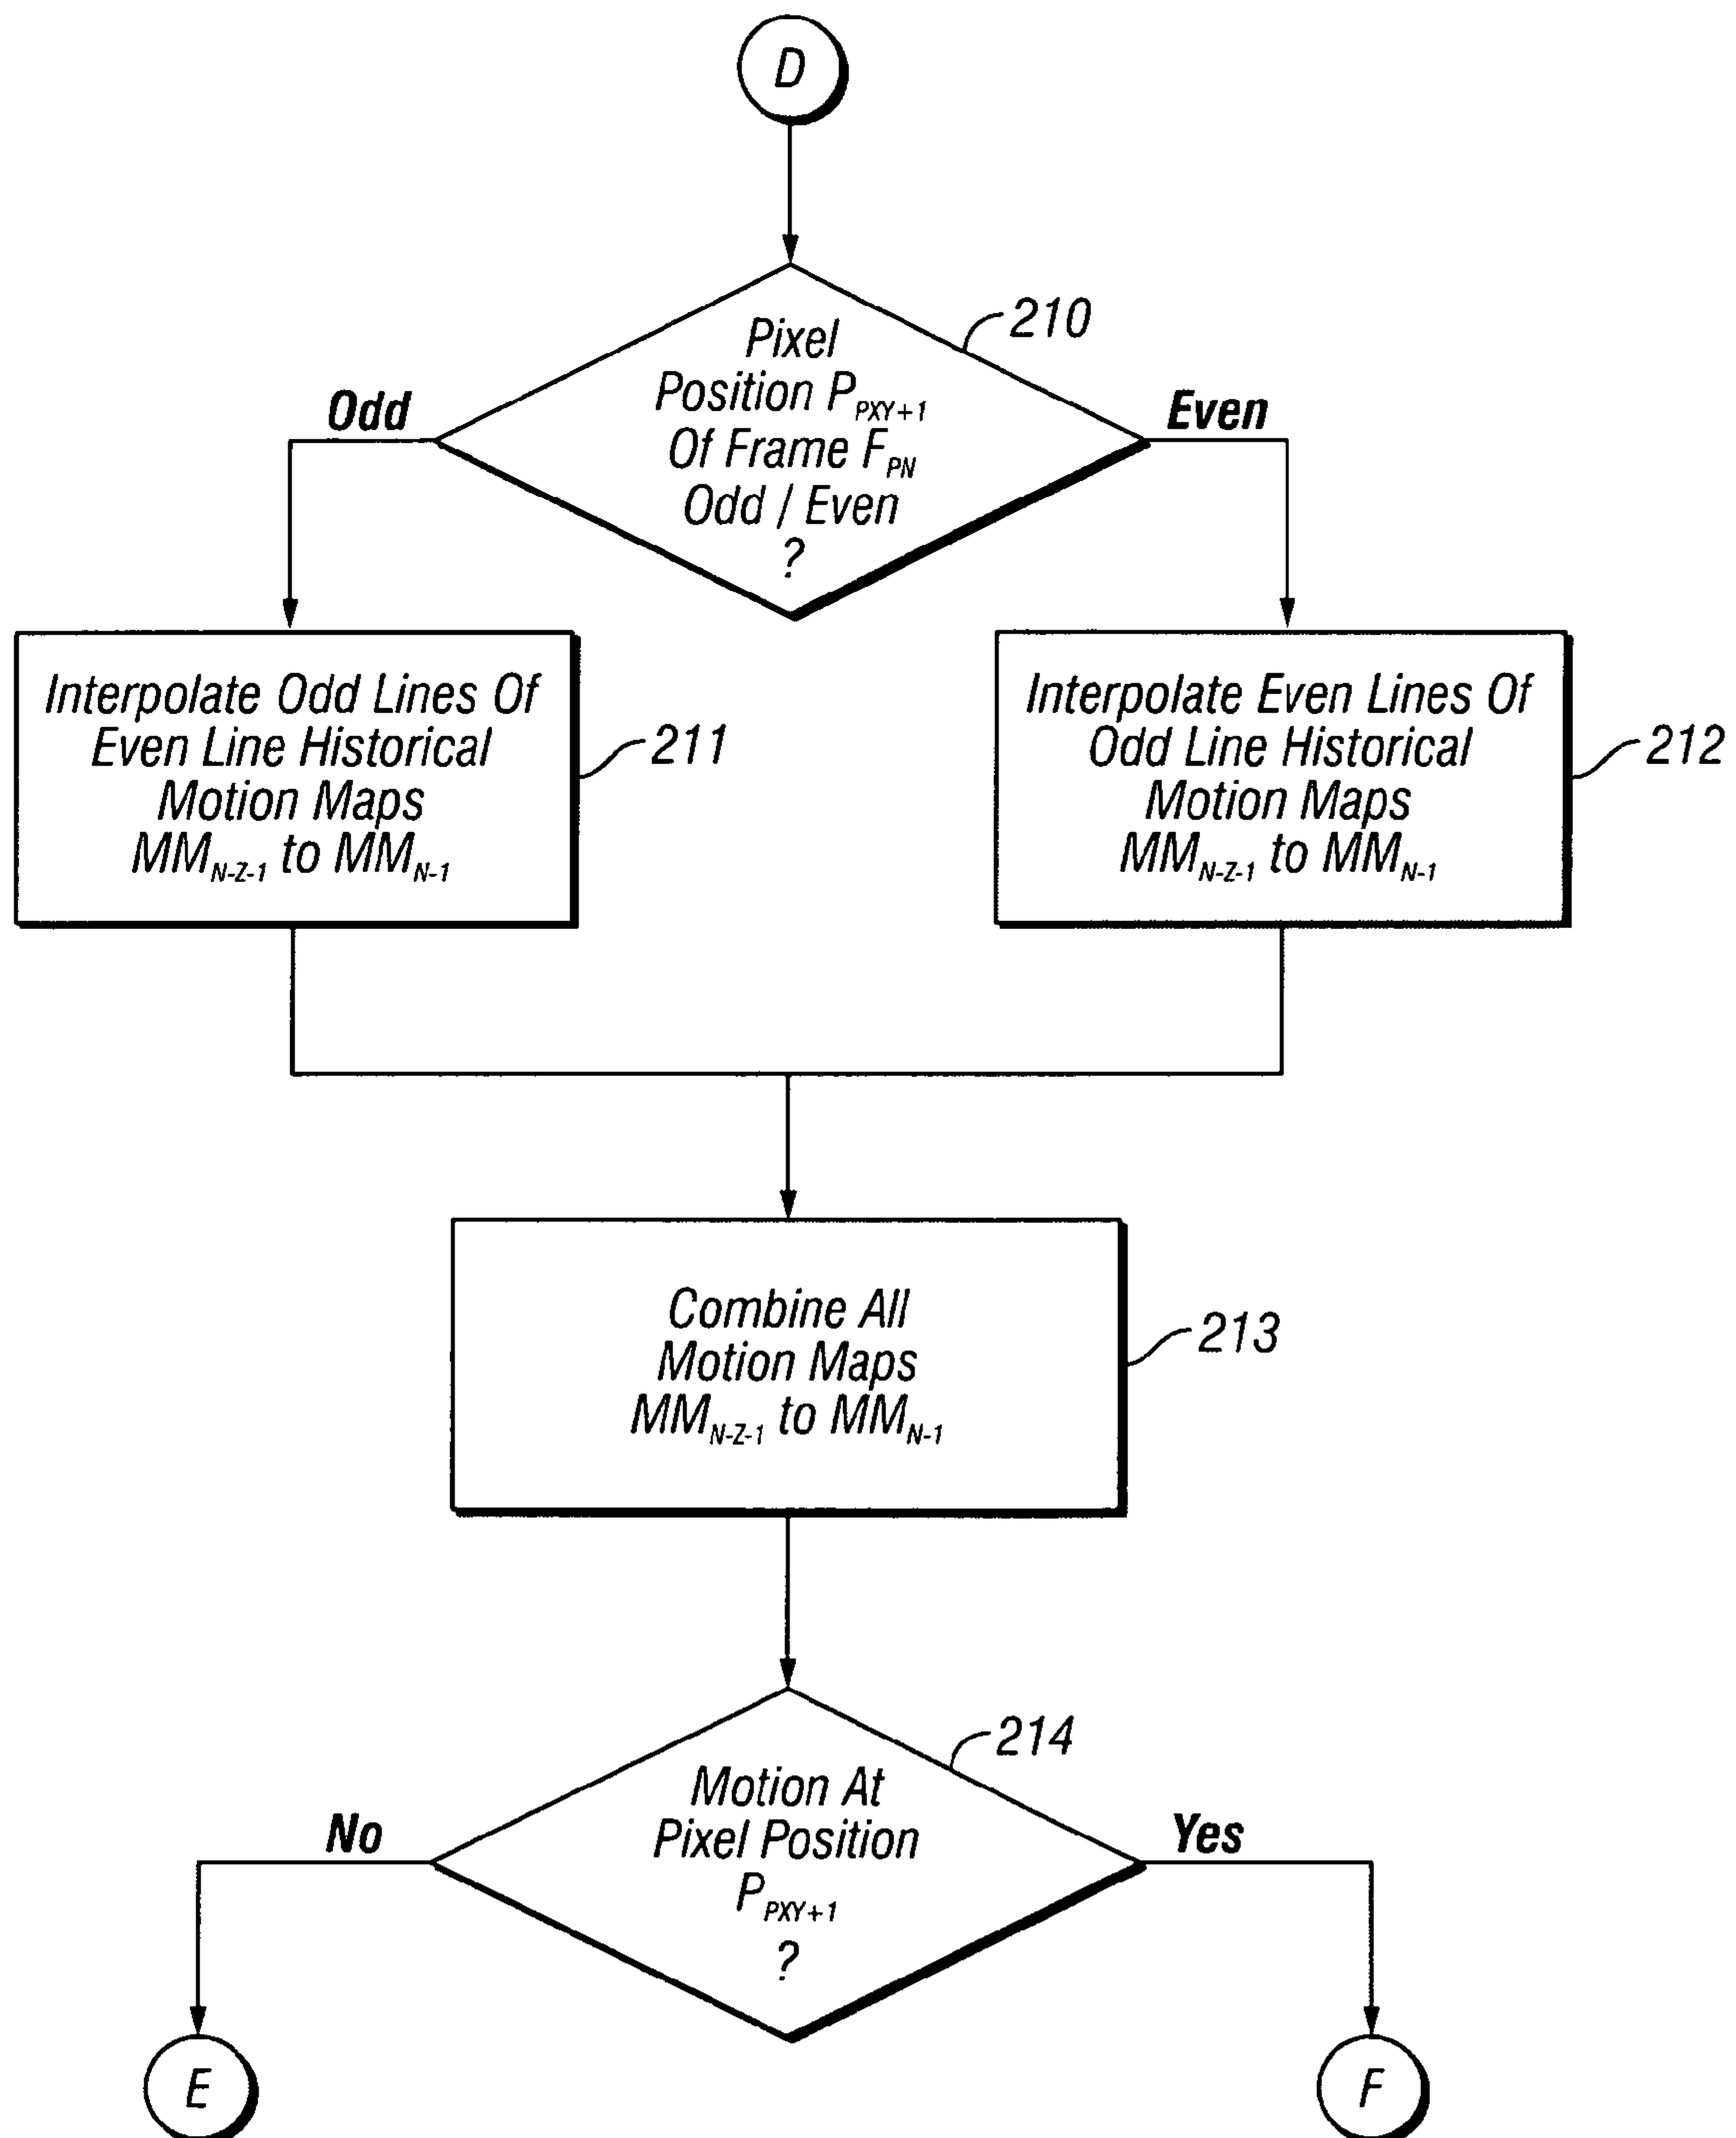 D
210
Pixel
Position P_PXY+1
Of Frame F_PN
Odd / Even
?
Odd
Even
Interpolate Odd Lines Of
Even Line Historical
Motion Maps
MM_N-Z-1 to MM_N-1
211
Interpolate Even Lines Of
Odd Line Historical
Motion Maps
MM_N-Z-1 to MM_N-1
212
Combine All
Motion Maps
MM_N-Z-1 to MM_N-1
213
214
Motion At
Pixel Position
P_PXY+1
?
No
Yes
E
F